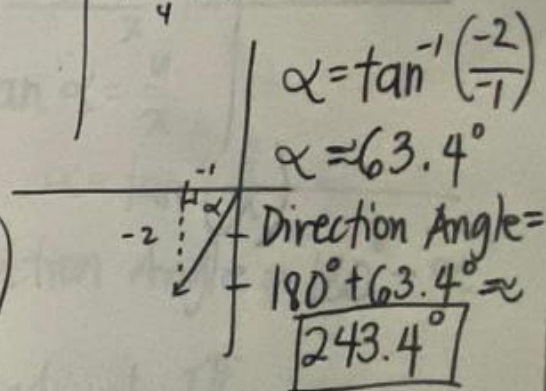 4
α = tan⁻¹ (-2/-1)
α ≈ 63.4°
-1
α
-2
Direction Angle =
180° + 63.4° ≈
243.4°